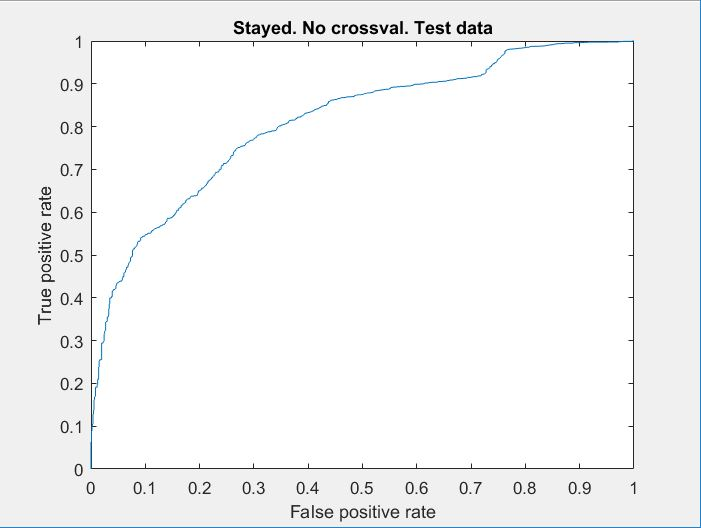 Stayed. No crossval. Test data
1
0.9
0.8
0.7
0.6
0.5
0.4
0.3
0.2
0.1
0
True positive rate
0 0.1 0.2 0.3 0.4 0.5 0.6 0.7 0.8 0.9 1
False positive rate